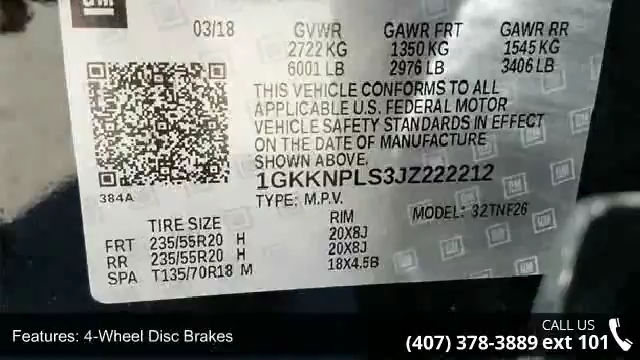 GM
03/18 GVWR GAWR FRT GAWR RR
2722 KG 1350 KG 1545 KG
6001 LB 2976 LB 3406 LB
THIS VEHICLE CONFORMS TO ALL
APPLICABLE U.S. FEDERAL MOTOR
VEHICLE SAFETY STANDARDS IN EFFECT
ON THE DATE OF MANUFACTURE
SHOWN ABOVE.
384A
1GKKNPLS3JZ222212
TYPE: M.P.V. MODEL: 32TNF26
TIRE SIZE RIM
FRT 235/55R20 H 20X8J
RR 235/55R20 H 20X8J
SPA T135/70R18 M 18X4.5B
Features: 4-Wheel Disc Brakes
CALL US
(407) 378-3889 ext 101